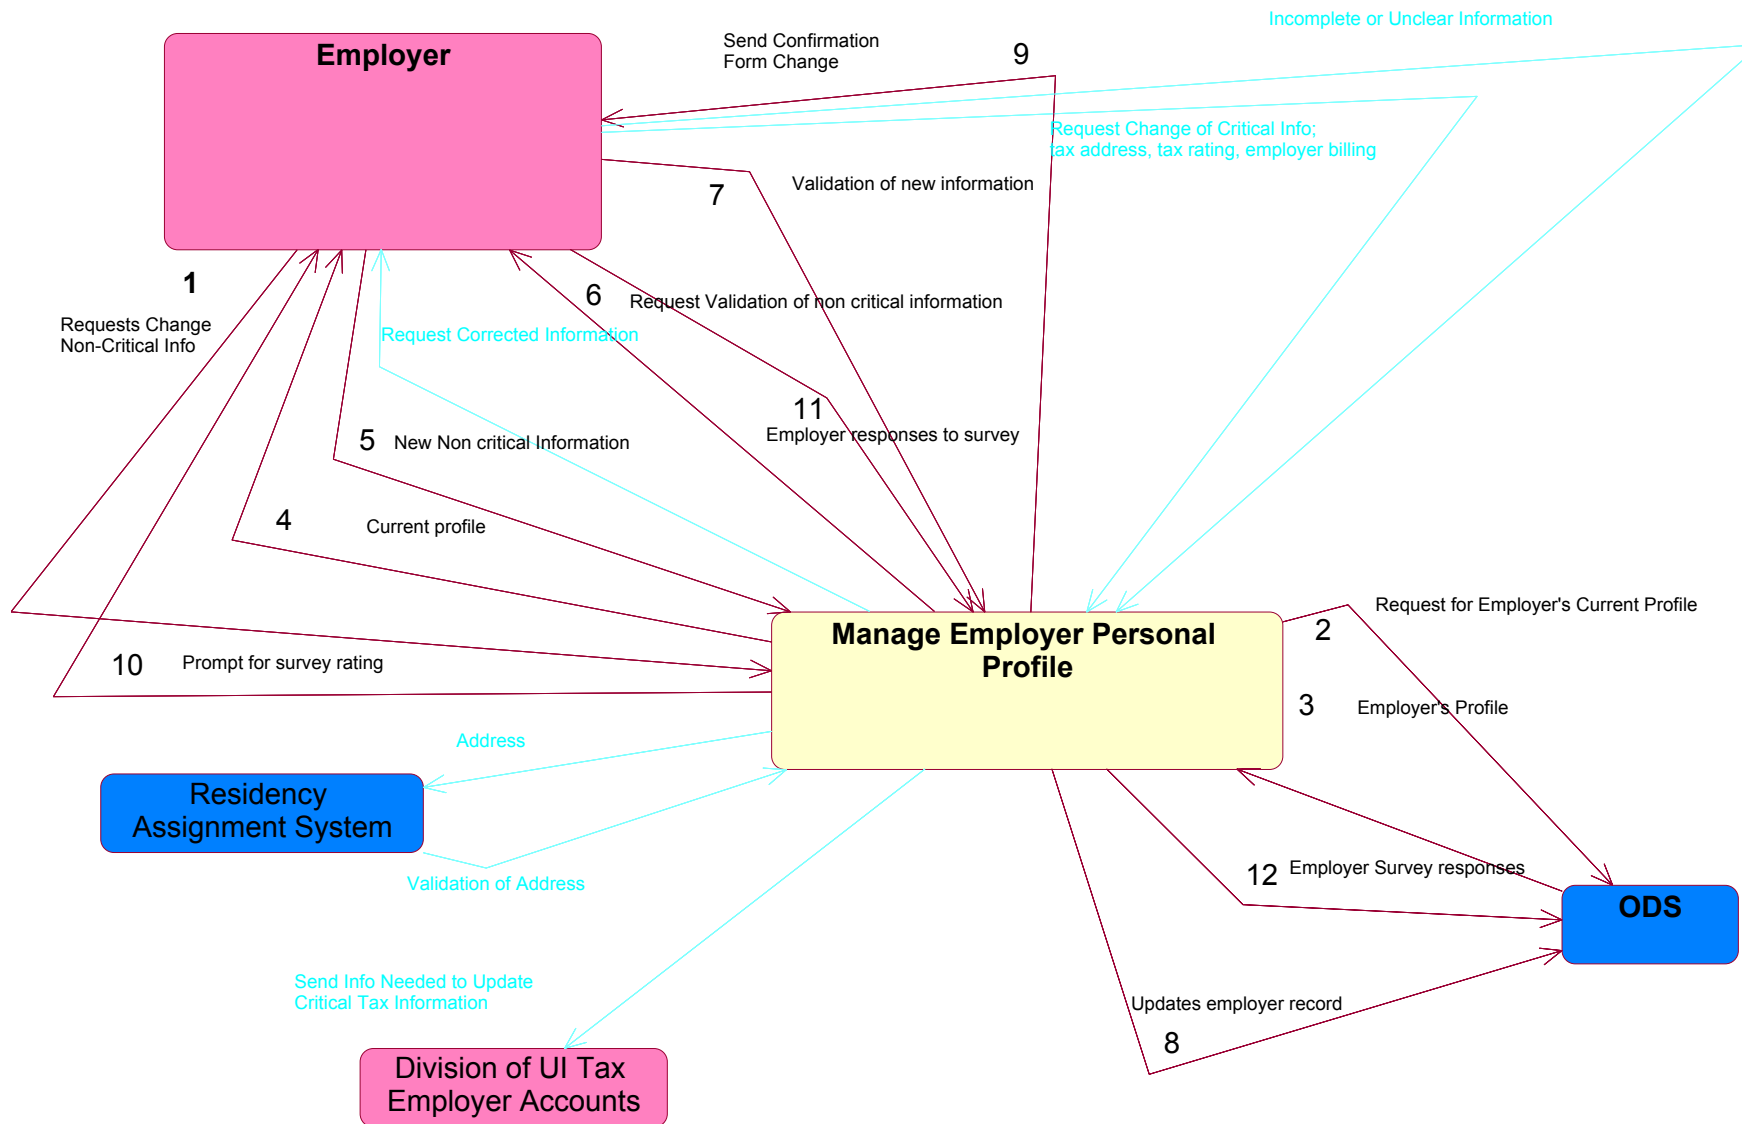 Incomplete or Unclear Information
Employer
Send Confirmation
Form Change
9
Request Change of Critical Info;
tax address, tax rating, employer billing
7
Validation of new information
1
6
Request Validation of non critical information
Requests Change
Non-Critical Info
Request Corrected Information
11
Employer responses to survey
5
New Non critical Information
4
Current profile
Manage Employer Personal
Profile
2
Request for Employer's Current Profile
10
Prompt for survey rating
3
Employer's Profile
Address
Residency
Assignment System
Validation of Address
12
Employer Survey responses
ODS
Send Info Needed to Update
Critical Tax Information
Updates employer record
8
Division of UI Tax
Employer Accounts